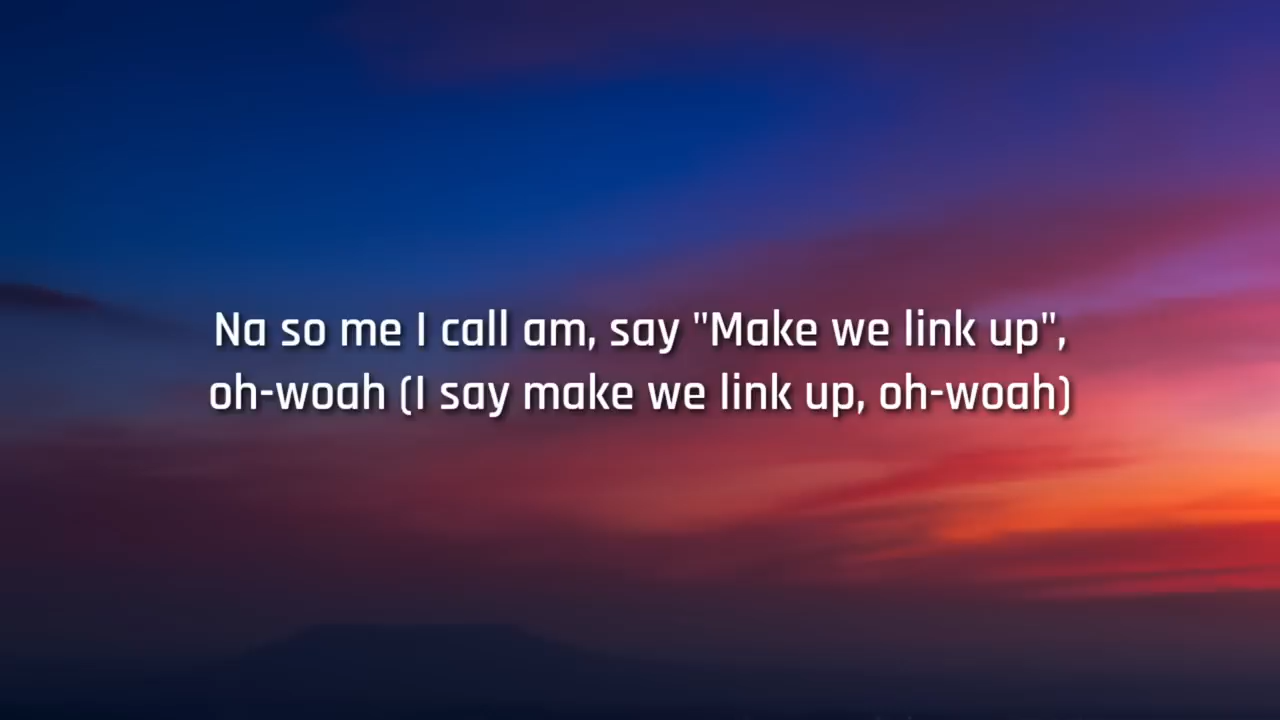 Na so me I call am, say "Make we link up",
oh-woah (I say make we link up, oh-woah)